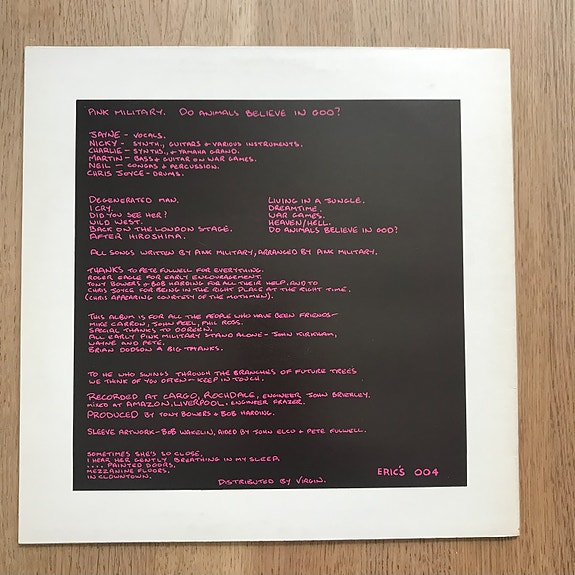 PINK MILITARY. DO ANIMALS BELIEVE IN GOD?
JAYNE - VOCALS.
NICKY - SYNTH., GUITARS & VARIOUS INSTRUMENTS.
CHARLIE - SYNTHS., & YAMAHA GRAND.
MARTIN - BASS & GUITAR ON WAR GAMES.
NEIL - CONGAS & PERCUSSION.
CHRIS JOYCE - DRUMS.
DEGENERATED MAN.
I CRY.
DID YOU SEE HER?
WILD WEST.
BACK ON THE LONDON STAGE.
AFTER HIROSHIMA.
LIVING IN A JUNGLE.
DREAMTIME.
WAR GAMES.
HEAVEN/HELL.
DO ANIMALS BELIEVE IN GOD?
ALL SONGS WRITTEN BY PINK MILITARY, ARRANGED BY PINK MILITARY.
THANKS TO PETE FULWELL FOR EVERYTHING.
ROGER EAGLE FOR EARLY ENCOURAGEMENT.
TONY BOWERS & BOB HARDING FOR ALL THEIR HELP, AND TO
CHRIS JOYCE FOR BEING IN THE RIGHT PLACE AT THE RIGHT TIME,
(CHRIS APPEARING COURTESY OF THE MOTHMEN).
THIS ALBUM IS FOR ALL THE PEOPLE WHO HAVE BEEN FRIENDS -
MIKE CARRON, JOHN PEEL, PHIL ROSS.
SPECIAL THANKS TO DOREEN.
ALL EARLY PINK MILITARY STAND ALONE - JOHN KIRKHAM,
WAYNE AND PETE,
BRIAN DODSON A BIG THANKS.
TO HE WHO SWINGS THROUGH THE BRANCHES OF FUTURE TREES
WE THINK OF YOU OFTEN - KEEP IN TOUCH.
RECORDED AT CARGO, ROCHDALE, ENGINEER JOHN BRIERLEY,
MIXED AT AMAZON, LIVERPOOL. ENGINEER FRAZER.
PRODUCED BY TONY BOWERS & BOB HARDING.
SLEEVE ARTWORK - BOB WAKELIN, AIDED BY JOHN ELCO & PETE FULWELL.
SOMETIMES SHE'S SO CLOSE,
I HEAR HER GENTLY BREATHING IN MY SLEEP.
.... PAINTED DOORS,
MEZZANINE FLOORS,
IN CLOWNTOWN.
DISTRIBUTED BY VIRGIN.
ERIC'S 004